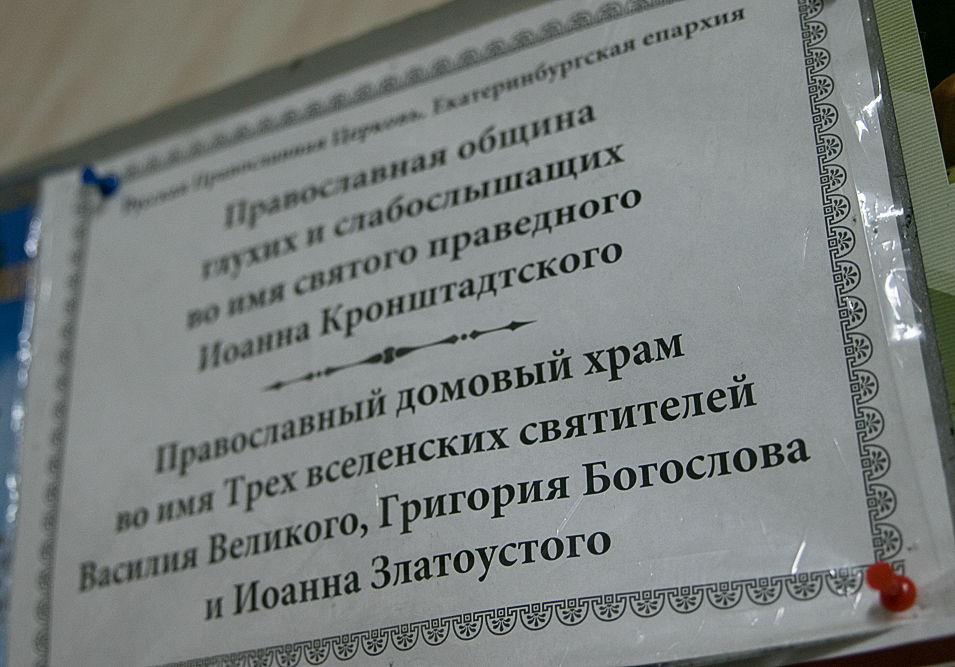 Русская Православная Церковь. Екатеринбургская епархия
Православная община
глухих и слабослышащих
во имя святого праведного
Иоанна Кронштадтского
Православный домовый храм
во имя Трех вселенских святителей
Василия Великого, Григория Богослова
и Иоанна Златоустого